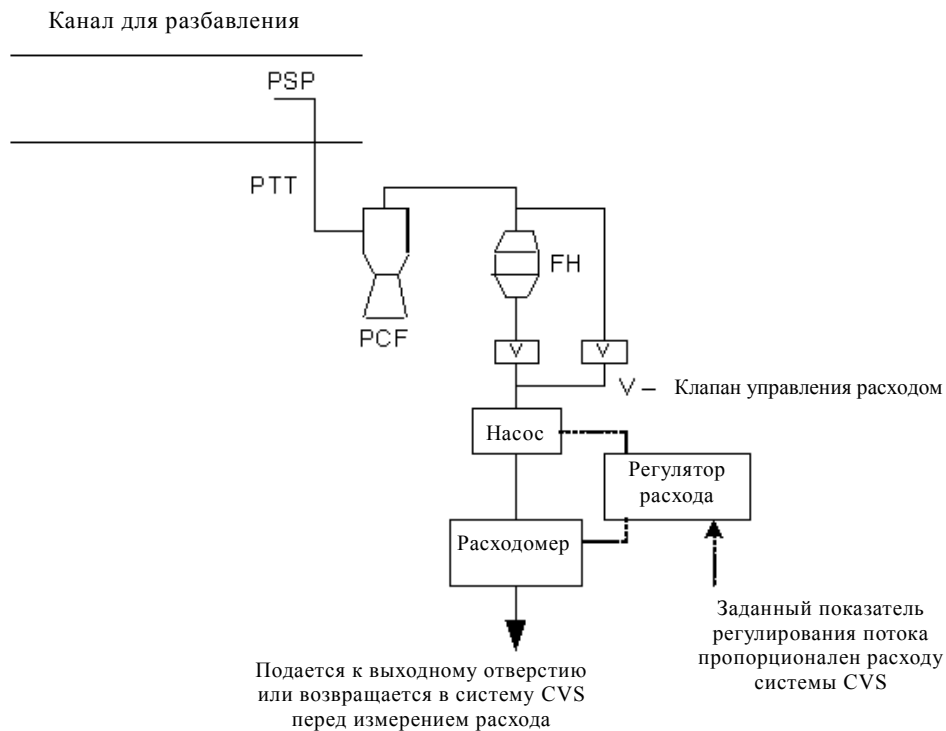 Канал для разбавления
PSP
PTT
FH
PCF
V
V
V – Клапан управления расходом
Насос
Регулятор
расхода
Расходомер
Заданный показатель
регулирования потока
пропорционален расходу
системы CVS
Подается к выходному отверстию
или возвращается в систему CVS
перед измерением расхода